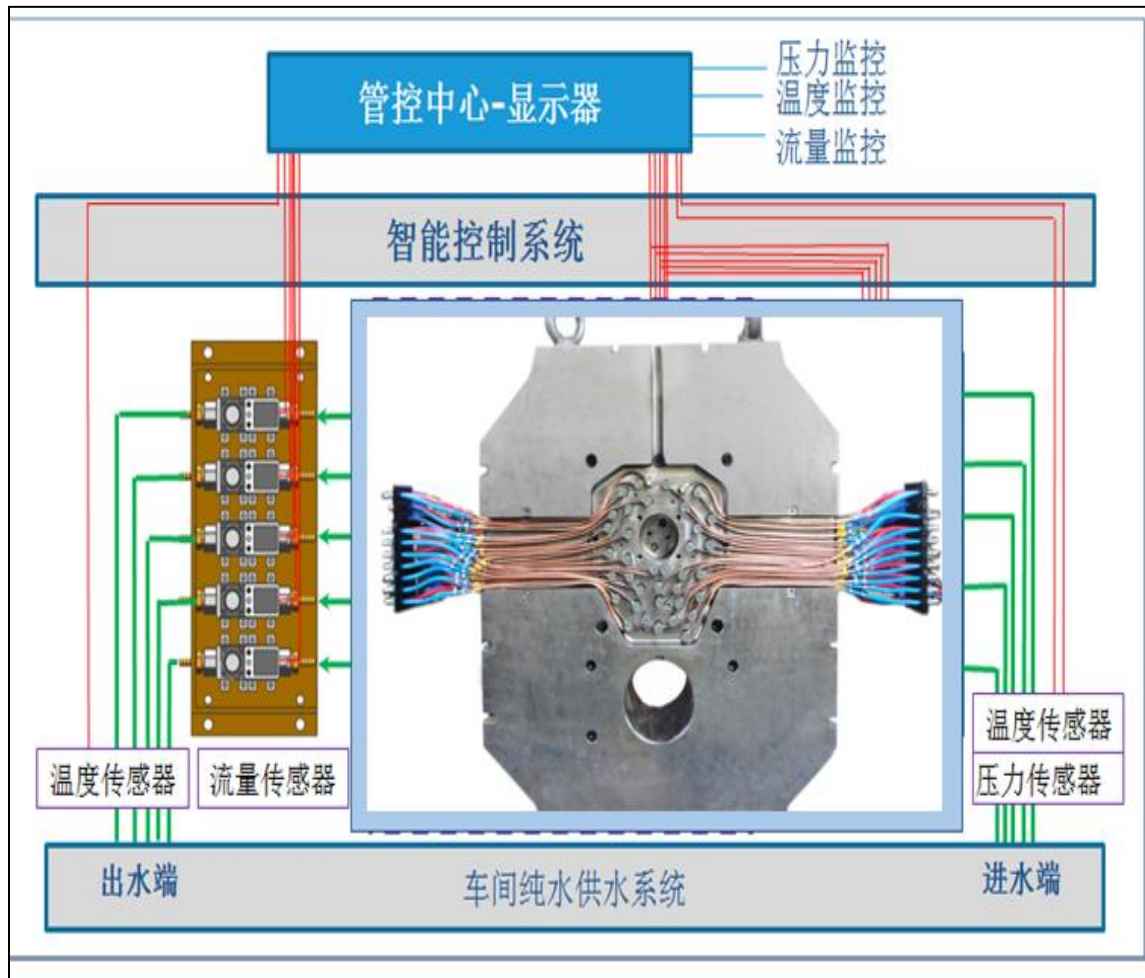 压力监控
管控中心-显示器
温度监控
流量监控
智能控制系统
温度传感器
温度传感器
流量传感器
压力传感器
出水端
车间纯水供水系统
进水端